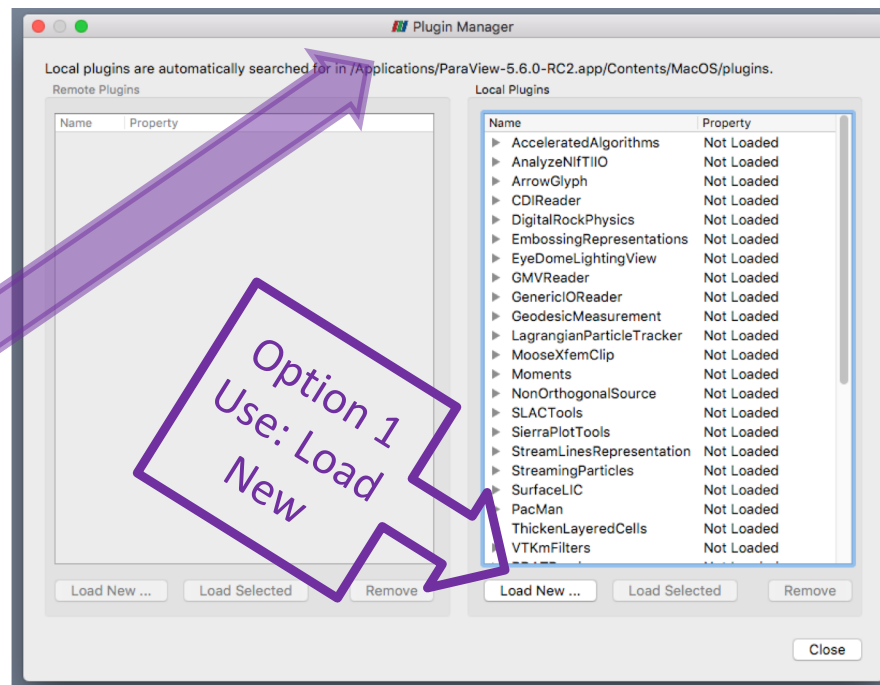 Plugin Manager
Local plugins are automatically searched for in /Applications/ParaView-5.6.0-RC2.app/Contents/MacOS/plugins.
Remote Plugins
Name Property
Local Plugins
Name Property
AcceleratedAlgorithms Not Loaded
AnalyzeNIfTIIO Not Loaded
ArrowGlyph Not Loaded
CDIReader Not Loaded
DigitalRockPhysics Not Loaded
EmbossingRepresentations Not Loaded
EyeDomeLightingView Not Loaded
GMVReader Not Loaded
GenericIOReader Not Loaded
GeodesicMeasurement Not Loaded
LagrangianParticleTracker Not Loaded
MooseXfemClip Not Loaded
Moments Not Loaded
NonOrthogonalSource Not Loaded
SLACTools Not Loaded
SierraPlotTools Not Loaded
StreamLinesRepresentation Not Loaded
StreamingParticles Not Loaded
SurfaceLIC Not Loaded
PacMan Not Loaded
ThickenLayeredCells Not Loaded
VTKmFilters Not Loaded
Option 1
Use: Load
New
Load New ... Load Selected Remove
Load New ... Load Selected Remove
Close